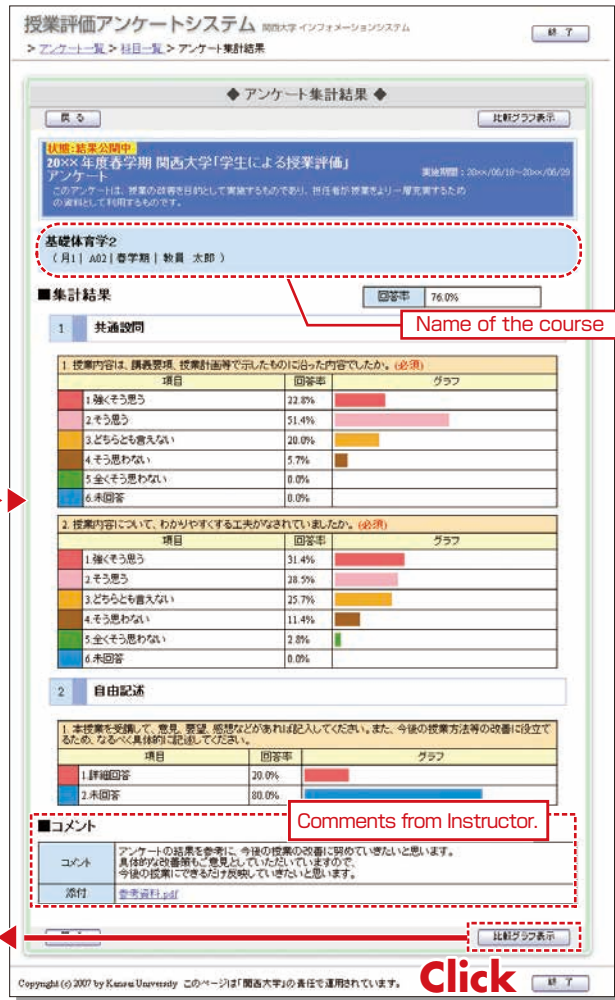 授業評価アンケートシステム 関西大学 インフォメーションシステム
終 了
> アンケート一覧 > 科目一覧 > アンケート集計結果
◆ アンケート集計結果 ◆
戻 る
比較グラフ表示
状態:結果公開中
20××年度春学期 関西大学「学生による授業評価」
アンケート
実施期間：20××/06/10～20××/06/29
このアンケートは、授業の改善を目的として実施するものであり、担任者が授業をより一層充実するため
の資料として利用するものです。
基礎体育学2
( 月1| A02| 春学期| 教員 太郎 )
■集計結果
回答率 76.0%
Name of the course
1 共通設問
1. 授業内容は、講義要項、授業計画等で示したものに沿った内容でしたか。(必須)
項目 回答率 グラフ
1.強くそう思う 22.8%
2.そう思う 51.4%
3.どちらとも言えない 20.0%
4.そう思わない 5.7%
5.全くそう思わない 0.0%
6.未回答 0.0%
2. 授業内容について、わかりやすくする工夫がなされていましたか。(必須)
項目 回答率 グラフ
1.強くそう思う 31.4%
2.そう思う 28.5%
3.どちらとも言えない 25.7%
4.そう思わない 11.4%
5.全くそう思わない 2.8%
6.未回答 0.0%
2 自由記述
1. 本授業を受講して、意見、要望、感想などがあれば記入してください。また、今後の授業方法等の改善に役立て
るため、なるべく具体的に記述してください。
項目 回答率 グラフ
1.詳細回答 20.0%
2.未回答 80.0%
Comments from Instructor.
■コメント
コメント
アンケートの結果を参考に、今後の授業の改善に努めていきたいと思います。
具体的な改善策もご意見としていただいていますので、
今後の授業にできるだけ反映していきたいと思います。
添付 参考資料.pdf
比較グラフ表示
Click
Copyright (c) 2007 by Kansai University このページは「関西大学」の責任で運用されています。
終 了